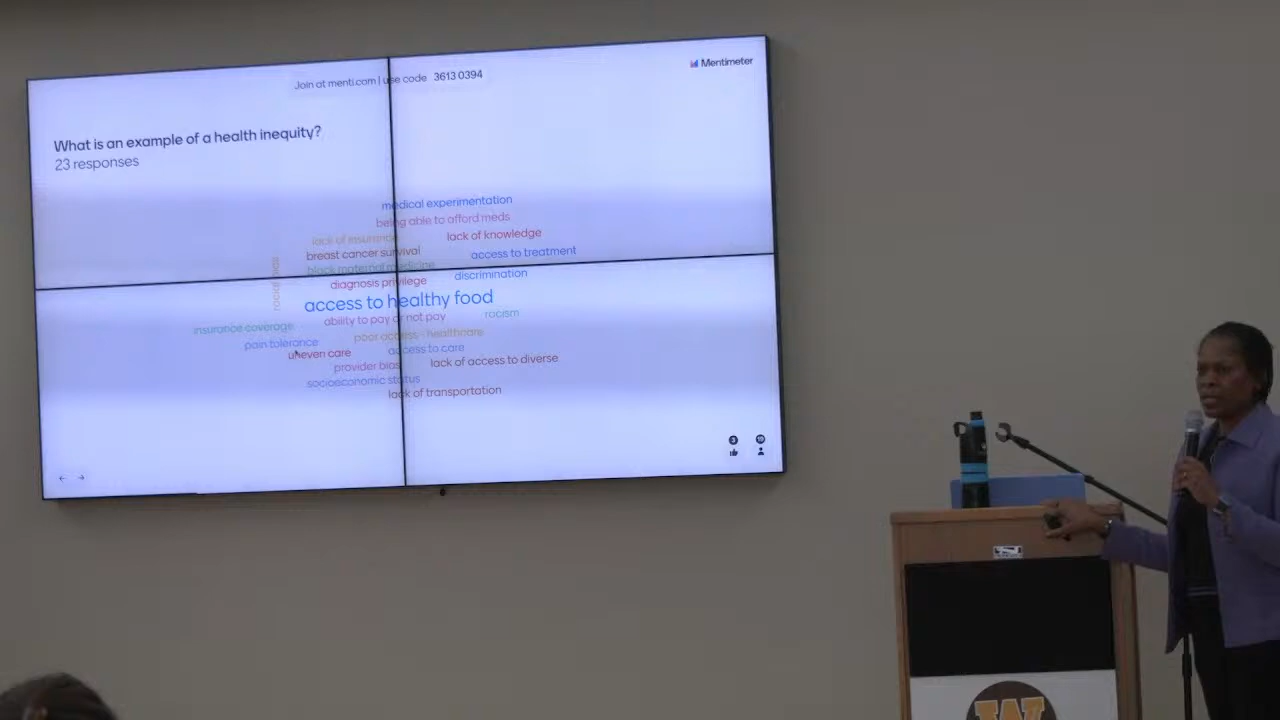 Join at menti.com | use code 3613 0394
Mentimeter
What is an example of a health inequity?
23 responses
medical experimentation
being able to afford meds
lack of insurance
lack of knowledge
breast cancer survival
access to treatment
racial bias
black maternal medicine
discrimination
diagnosis privilege
access to healthy food
ability to pay or not pay
racism
insurance coverage
poor access - healthcare
pain tolerance
access to care
uneven care
lack of access to diverse
provider bias
socioeconomic status
lack of transportation
W